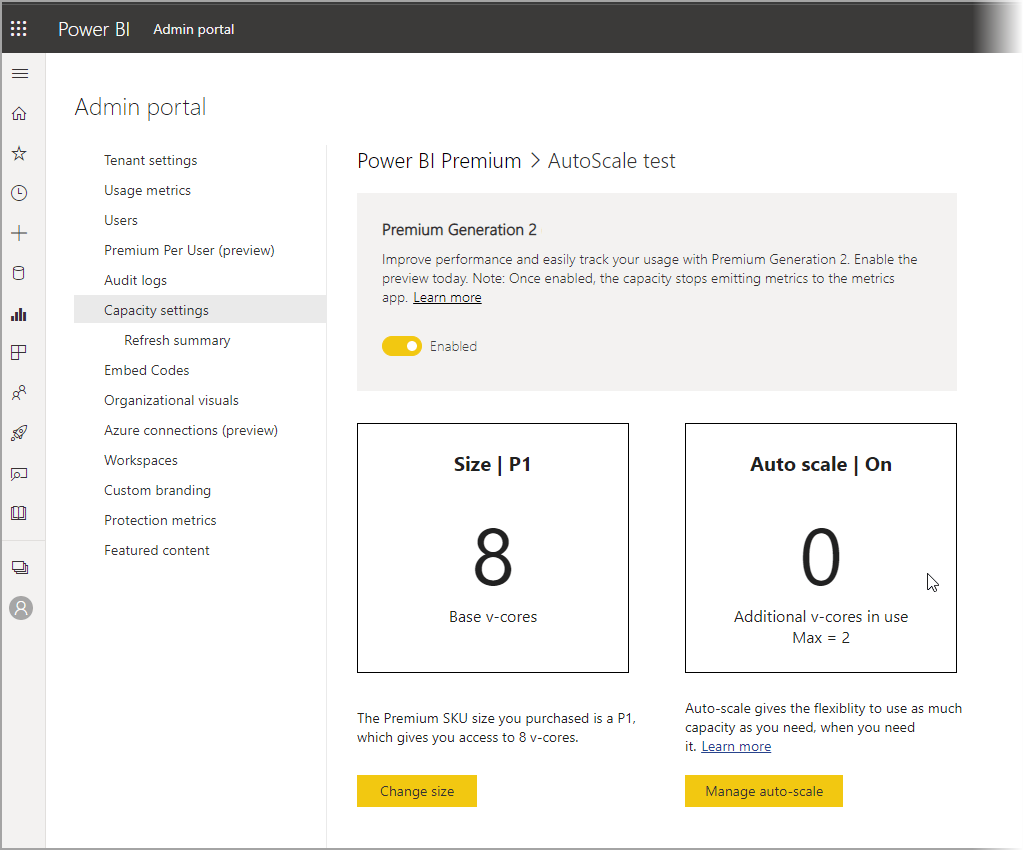 Power BI Admin portal
Admin portal
Tenant settings
Usage metrics
Users
Premium Per User (preview)
Audit logs
Capacity settings
Refresh summary
Embed Codes
Organizational visuals
Azure connections (preview)
Workspaces
Custom branding
Protection metrics
Featured content
Power BI Premium > AutoScale test
Premium Generation 2
Improve performance and easily track your usage with Premium Generation 2. Enable the
preview today. Note: Once enabled, the capacity stops emitting metrics to the metrics
app. Learn more
Enabled
Size | P1
8
Base v-cores
The Premium SKU size you purchased is a P1,
which gives you access to 8 v-cores.
Change size
Auto scale | On
0
Additional v-cores in use
Max = 2
Auto-scale gives the flexiblity to use as much
capacity as you need, when you need
it. Learn more
Manage auto-scale